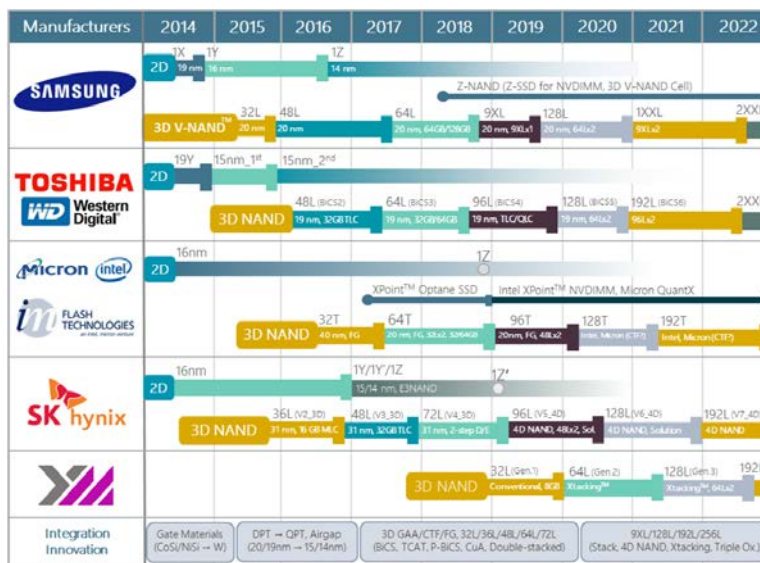 Manufacturers 2014 2015 2016 2017 2018 2019 2020 2021 2022
SAMSUNG
1X 1Y 1Z
2D 19 nm 16 nm 14 nm
Z-NAND (Z-SSD for NVDIMM, 3D V-NAND Cell)
32L 48L 64L 9XL 128L 1XXL 2XX
3D V-NAND™ 20 nm 20 nm 20 nm, 64GB/128GB 20 nm, 9XLx1 20 nm, 64Lx2 9XLx2
TOSHIBA
WD Western Digital®
19Y 15nm_1st 15nm_2nd
2D
48L (BiCS2) 64L (BiCS3) 96L (BiCS4) 128L (BiCS5) 192L (BiCS6) 2XX
3D NAND 19 nm, 32GB TLC 19 nm, 32GB/64GB 19 nm, TLC/QLC 19 nm, 64Lx2 96Lx2
Micron intel
im FLASH TECHNOLOGIES
16nm 1Z
2D
XPoint™ Optane SSD Intel XPoint™ NVDIMM, Micron QuantX
32T 64T 96T 128T 192T
3D NAND 40 nm, FG 20 nm, FG, 32Lx2, 32/64GB 20nm, FG, 48Lx2 Intel, Micron (CTF?) Intel, Micron (CTF?)
SK hynix
16nm 1Y/1Y'/1Z 1Z'
2D 15/14 nm, E3NAND
36L (V2_3D) 48L (V3_3D) 72L (V4_3D) 96L (V5_4D) 128L (V6_4D) 192L (V7_4D)
3D NAND 31 nm, 16 GB MLC 31 nm, 32GB TLC 31 nm, 2-step D/E 4D NAND, 48Lx2, Sol. 4D NAND, Solution 4D NAND
32L (Gen.1) 64L (Gen.2) 128L (Gen.3) 192
3D NAND Conventional, 8GB Xtacking™ Xtacking™, 64Lx2
Integration Innovation
Gate Materials
(CoSi/NiSi → W)
DPT → QPT, Airgap
(20/19nm → 15/14nm)
3D GAA/CTF/FG, 32L/36L/48L/64L/72L
(BiCS, TCAT, P-BiCS, CuA, Double-stacked)
9XL/128L/192L/256L
(Stack, 4D NAND, Xtacking, Triple Ox.)